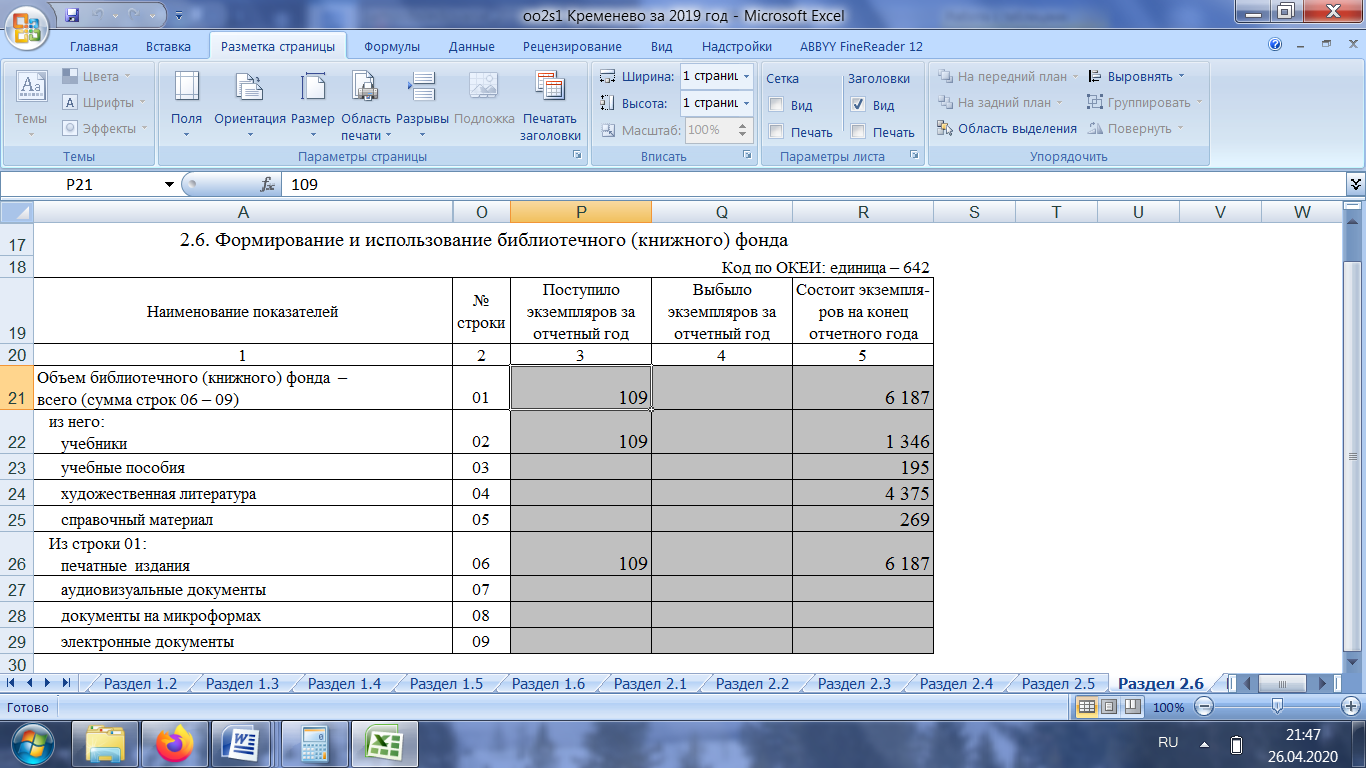 oo2s1 Кременево за 2019 год - Microsoft Excel
Главная Вставка Разметка страницы Формулы Данные Рецензирование Вид Надстройки ABBYY FineReader 12
Темы
Цвета
Шрифты
Эффекты
Темы
Поля
Ориентация
Размер
Область печати
Разрывы
Подложка
Печатать заголовки
Параметры страницы
Ширина: 1 страниц
Высота: 1 страниц
Масштаб: 100%
Вписать
Сетка
Вид
Печать
Заголовки
Вид
Печать
Параметры листа
На передний план
На задний план
Область выделения
Выровнять
Группировать
Повернуть
Упорядочить
P21 fx 109
A O P Q R S T U V W
17 2.6. Формирование и использование библиотечного (книжного) фонда
18 Код по ОКЕИ: единица – 642
19 Наименование показателей
№
строки
Поступило
экземпляров за
отчетный год
Выбыло
экземпляров за
отчетный год
Состоит экземпля-
ров на конец
отчетного года
20 1 2 3 4 5
Объем библиотечного (книжного) фонда –
21 всего (сумма строк 06 – 09) 01 109 6 187
из него:
22 учебники 02 109 1 346
23 учебные пособия 03 195
24 художественная литература 04 4 375
25 справочный материал 05 269
Из строки 01:
26 печатные издания 06 109 6 187
27 аудиовизуальные документы 07
28 документы на микроформах 08
29 электронные документы 09
30
Раздел 1.2 Раздел 1.3 Раздел 1.4 Раздел 1.5 Раздел 1.6 Раздел 2.1 Раздел 2.2 Раздел 2.3 Раздел 2.4 Раздел 2.5 Раздел 2.6
Готово 100%
RU 21:47
26.04.2020